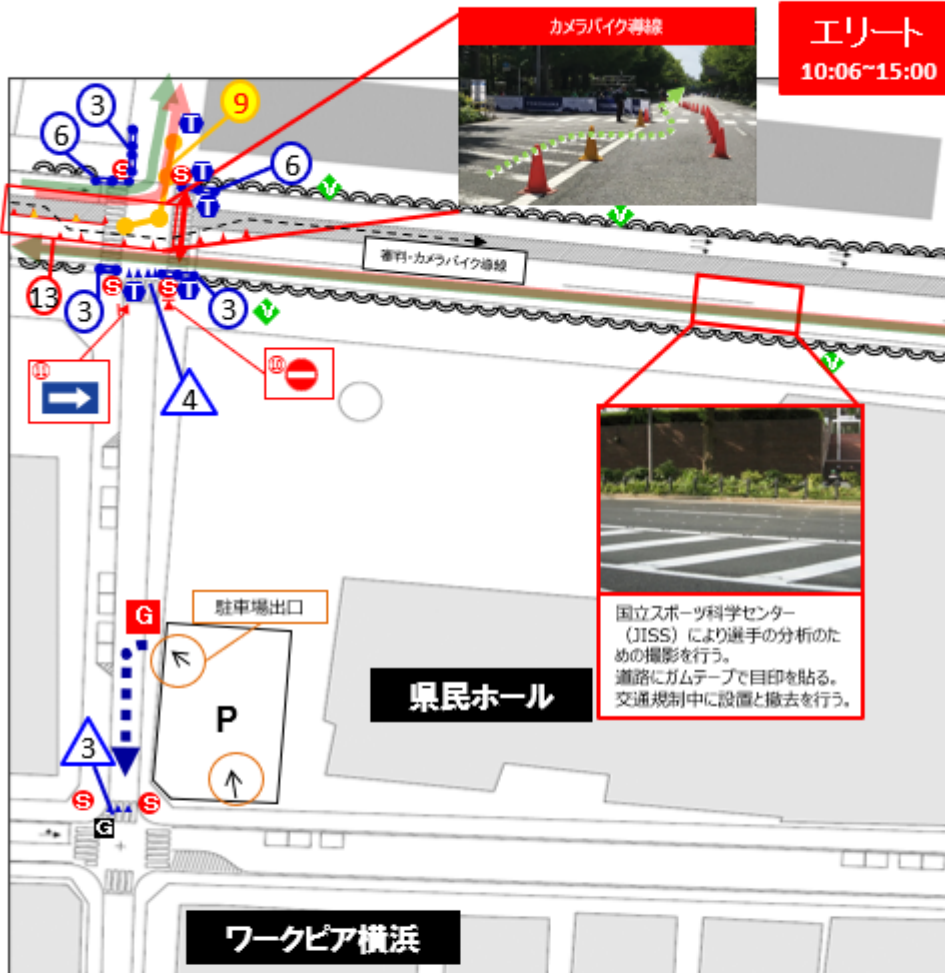 カメラバイク導線
エリート
10:06~15:00
3
9
T
6
S
S
T
6
T
審判・カメラバイク導線
13
3
S
T
S
T
3
⑪
⑩
4
国立スポーツ科学センター
（JISS）により選手の分析のた
めの撮影を行う。
道路にガムテープで目印を貼る。
交通規制中に設置と撤去を行う。
G
駐車場出口
県民ホール
P
3
S
S
G
ワークピア横浜